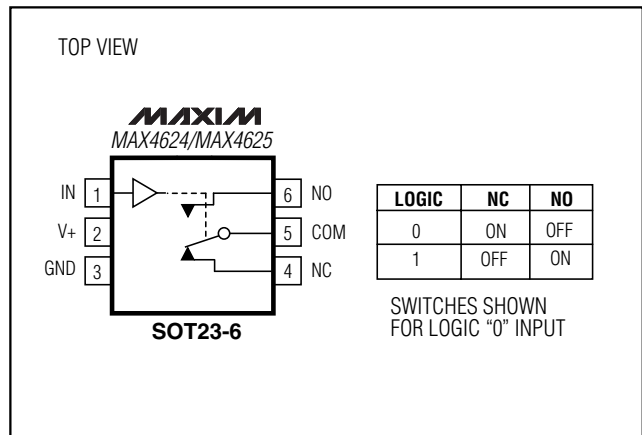 TOP VIEW
MAXIM
MAX4624/MAX4625
IN 1 6 NO
V+ 2 5 COM
GND 3 4 NC
SOT23-6
LOGIC NC NO
0 ON OFF
1 OFF ON
SWITCHES SHOWN
FOR LOGIC “0” INPUT